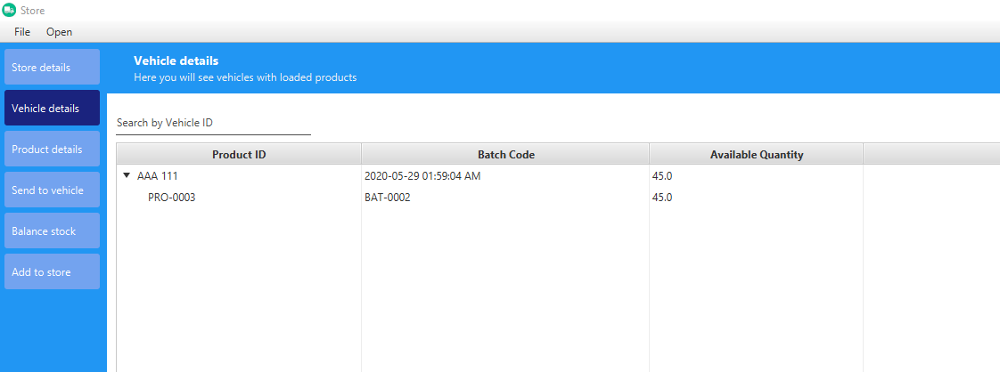 Store
File Open
Store details
Vehicle details
Product details
Send to vehicle
Balance stock
Add to store
Vehicle details
Here you will see vehicles with loaded products
Search by Vehicle ID
Product ID Batch Code Available Quantity
AAA 111 2020-05-29 01:59:04 AM 45.0
PRO-0003 BAT-0002 45.0